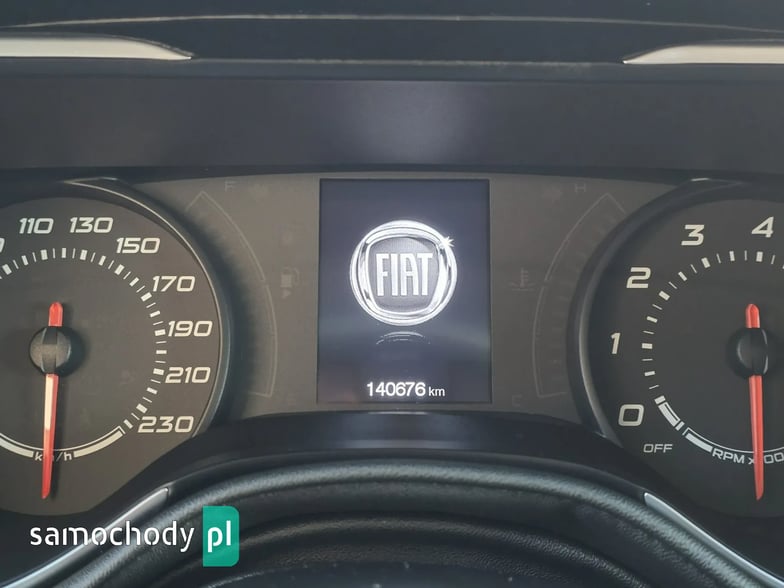 110 130 150 170 190 210 230
km/h
F
H
FIAT
140676 km
C
0 1 2 3 4
OFF
RPM x100
samochody pl